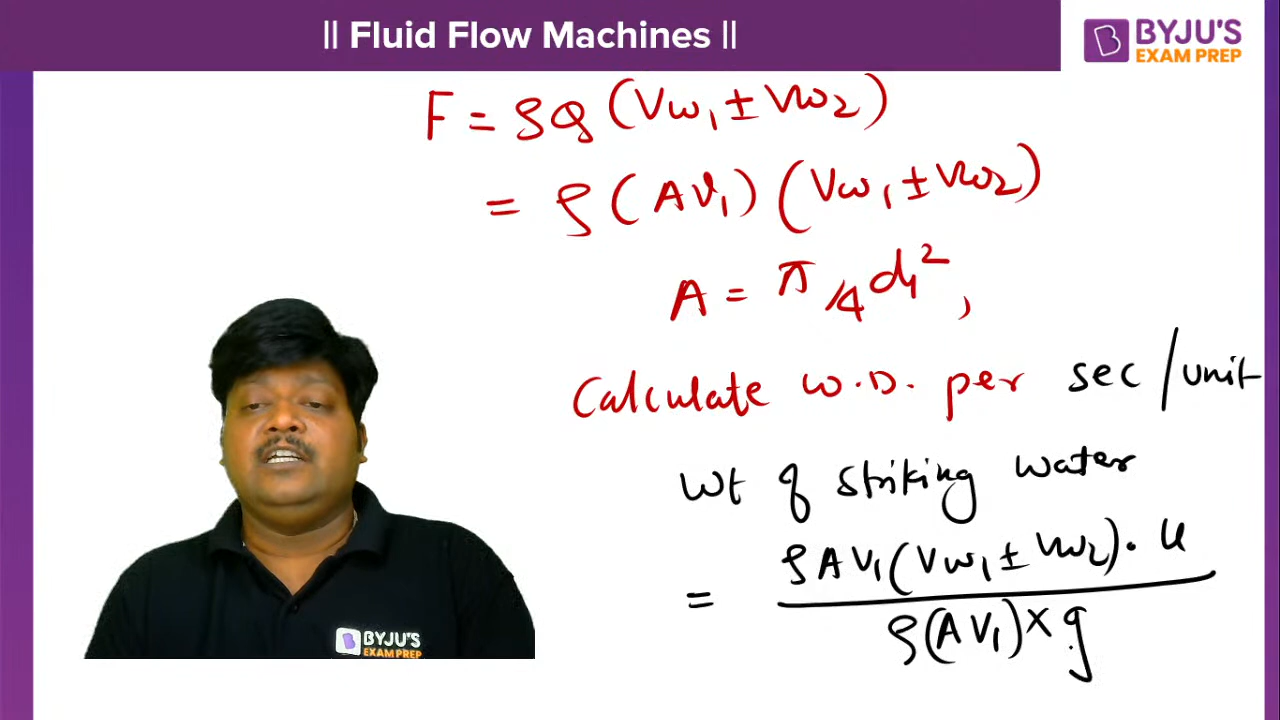 || Fluid Flow Machines ||
BYJU'S
EXAM PREP
F = ρQ (Vw₁ ± Vw₂)
= ρ(AV₁) (Vw₁ ± Vw₂)
A = π/4 d₁²,
Calculate W.D. per sec/unit
wt of striking water
= ρAV₁(Vw₁ ± Vw₂). u
ρ(AV₁)×g
BYJU'S
EXAM PREP